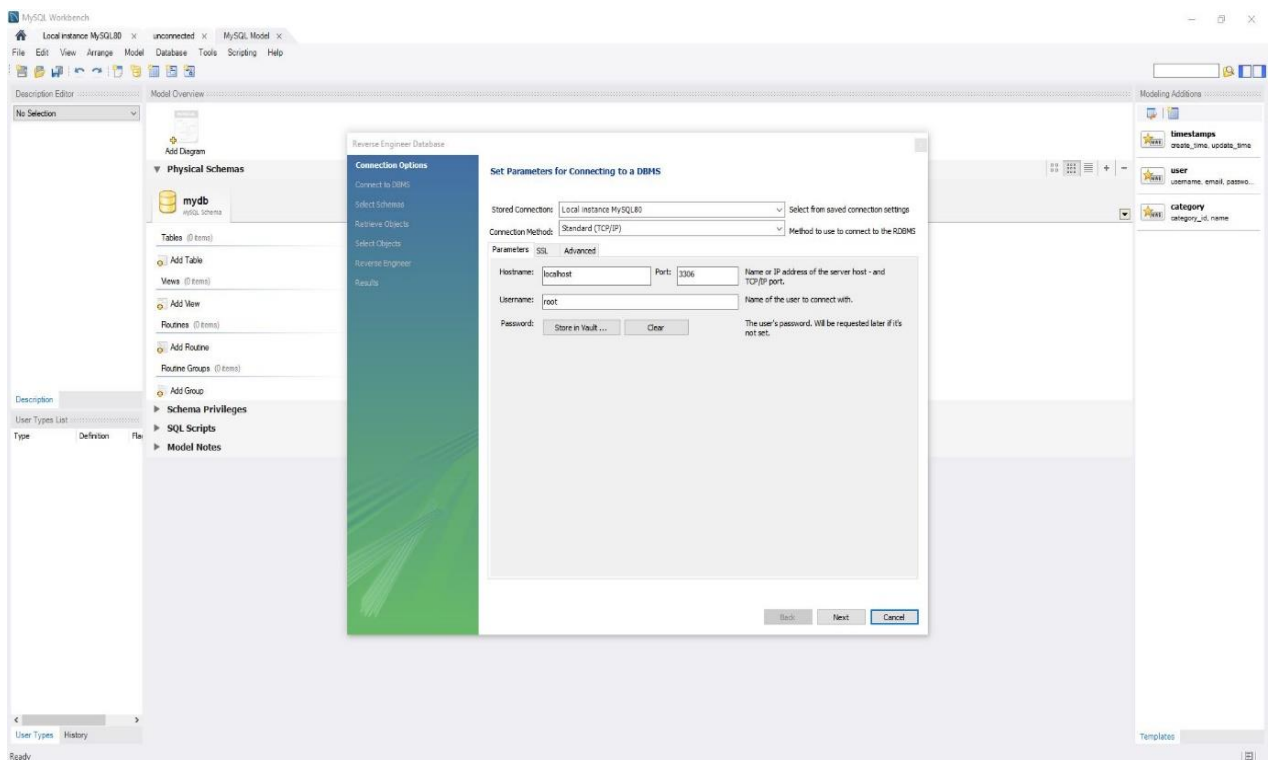 MySQL Workbench
Local instance MySQL80 × unconnected × MySQL Model ×
File Edit View Arrange Model Database Tools Scripting Help
Description Editor
No Selection
Description
User Types List
Type Definition Fla
User Types History
Ready
Model Overview
Add Diagram
Physical Schemas
mydb
MySQL Schema
Tables (0 items)
Add Table
Views (0 items)
Add View
Routines (0 items)
Add Routine
Routine Groups (0 items)
Add Group
Schema Privileges
SQL Scripts
Model Notes
Reverse Engineer Database
Connection Options
Connect to DBMS
Select Schemas
Retrieve Objects
Select Objects
Reverse Engineer
Results
Set Parameters for Connecting to a DBMS
Stored Connection: Local instance MySQL80 Select from saved connection settings
Connection Method: Standard (TCP/IP) Method to use to connect to the RDBMS
Parameters SSL Advanced
Hostname: localhost Port: 3306 Name or IP address of the server host - and
TCP/IP port.
Username: root Name of the user to connect with.
Password: Store in Vault ... Clear The user's password. Will be requested later if it's
not set.
Back Next Cancel
Modeling Additions
timestamps
create_time, update_time
user
username, email, passwo...
category
category_id, name
Templates